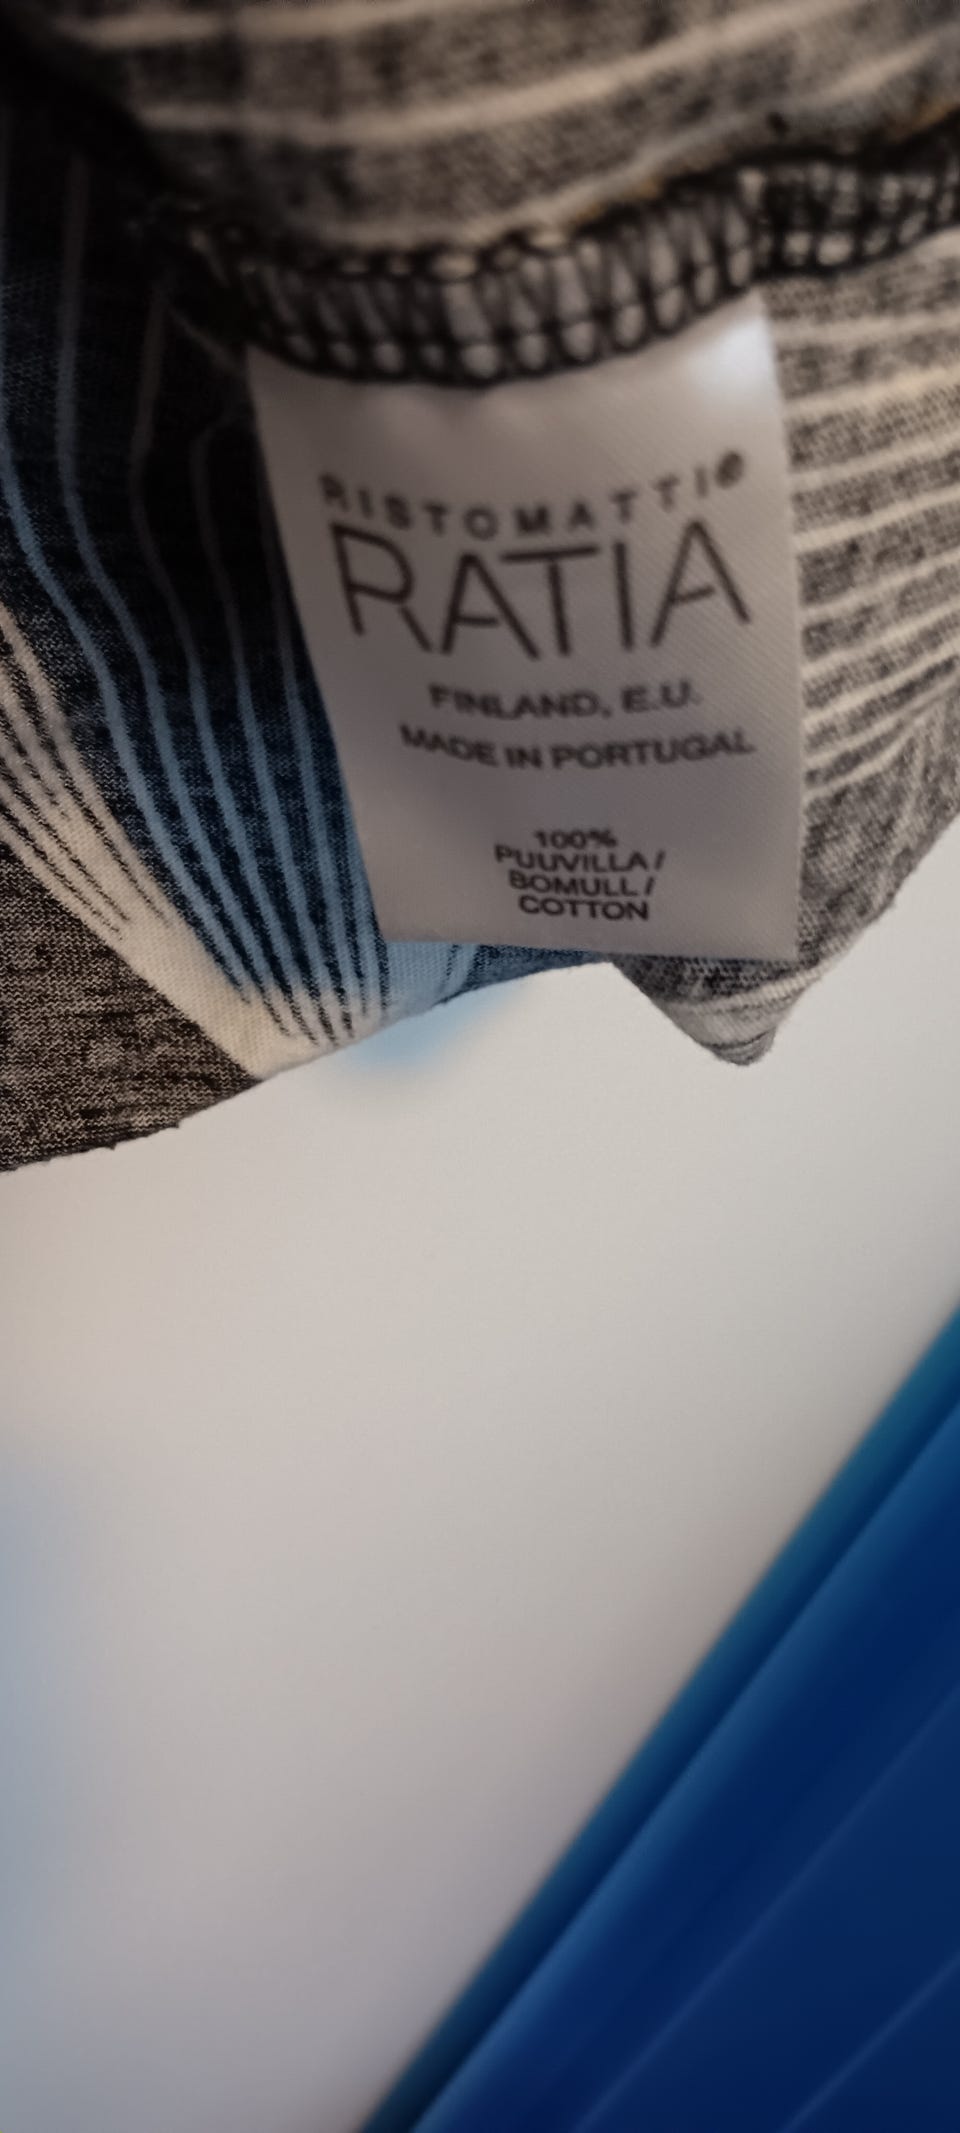 RISTOMATTI®
RATIA
FINLAND, E.U.
MADE IN PORTUGAL
100%
PUUVILLA /
BOMULL /
COTTON